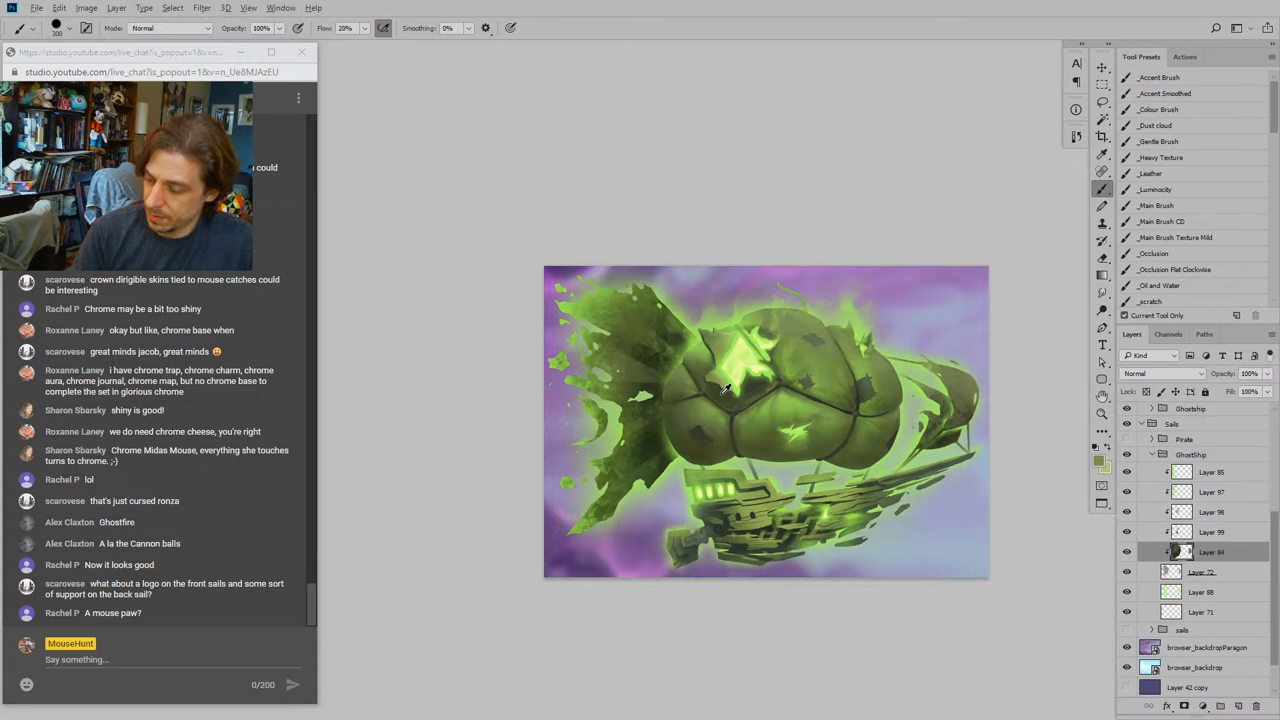 Ps File Edit Image Layer Type Select Filter 3D View Window Help
300 Mode: Normal Opacity: 100% Flow: 20% Smoothing: 0%
https://studio.youtube.com/live_chat?is_popout=1&v=n...
studio.youtube.com/live_chat?is_popout=1&v=n_Ue8MJAzEU
could
scarovese crown dirigible skins tied to mouse catches could
be interesting
Rachel P Chrome may be a bit too shiny
Roxanne Laney okay but like, chrome base when
scarovese great minds jacob, great minds
Roxanne Laney i have chrome trap, chrome charm, chrome
aura, chrome journal, chrome map, but no chrome base to
complete the set in glorious chrome
Sharon Sbarsky shiny is good!
Roxanne Laney we do need chrome cheese, you're right
Sharon Sbarsky Chrome Midas Mouse, everything she touches
turns to chrome. ;-)
Rachel P lol
scarovese that's just cursed ronza
Alex Claxton Ghostfire
Alex Claxton A la the Cannon balls
Rachel P Now it looks good
scarovese what about a logo on the front sails and some sort
of support on the back sail?
Rachel P A mouse paw?
MouseHunt
Say something...
0/200
Tool Presets Actions
_Accent Brush
_Accent Smoothed
_Colour Brush
_Dust cloud
_Gentle Brush
_Heavy Texture
_Leather
_Luminocity
_Main Brush
_Main Brush CD
_Main Brush Texture Mild
_Occlusion
_Occlusion Flat Clockwise
_Oil and Water
_scratch
Current Tool Only
Layers Channels Paths
Kind
Normal Opacity: 100%
Lock: Fill: 100%
Ghostship
Sails
Pirate
GhostShip
Layer 85
Layer 97
Layer 98
Layer 99
Layer 84
Layer 72
Layer 88
Layer 71
sails
browser_backdropParagon
browser_backdrop
Layer 42 copy